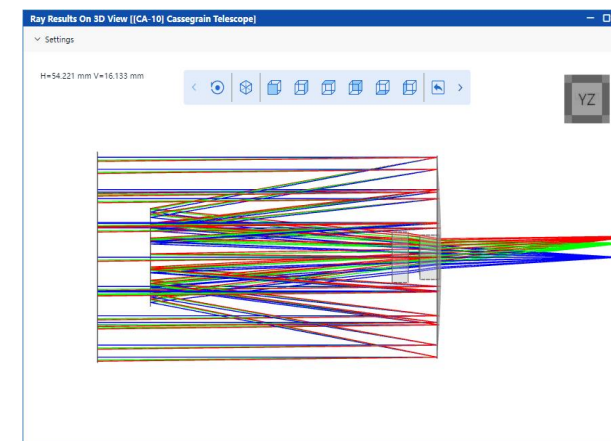 Ray Results On 3D View [[CA-10] Cassegrain Telescope]
Settings
H=54.221 mm V=16.133 mm
YZ